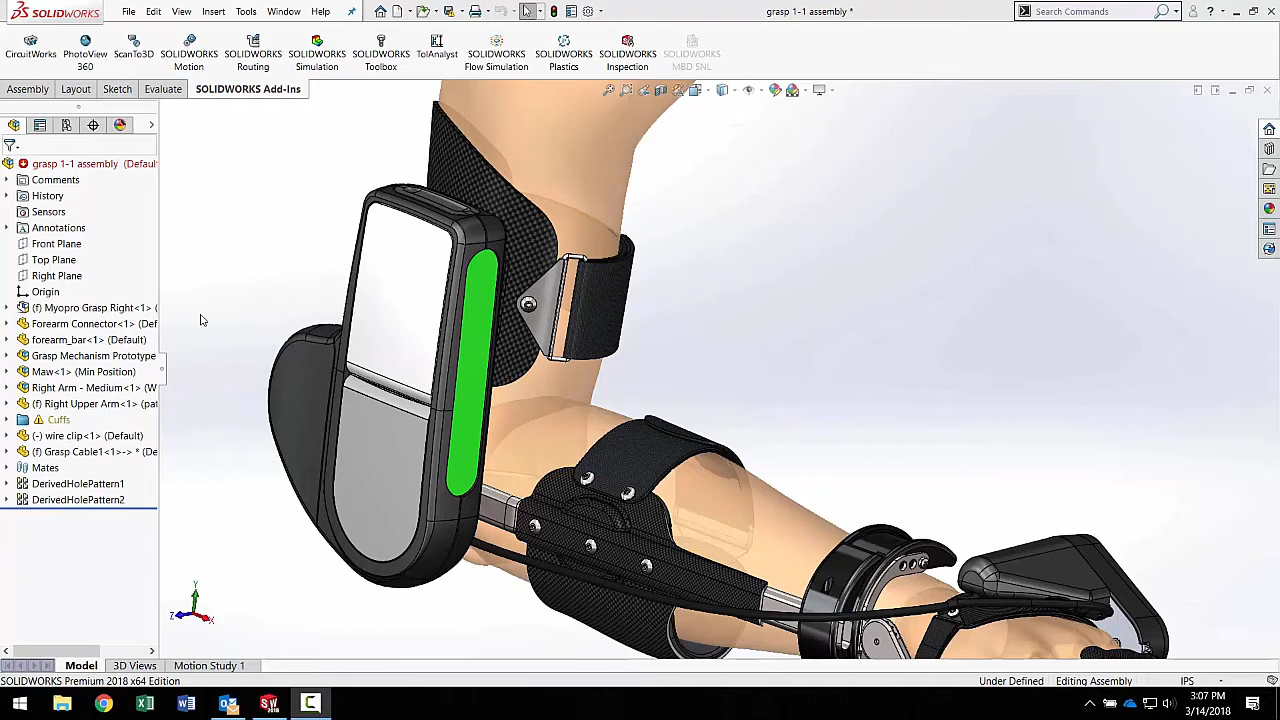 SOLIDWORKS
File
Edit
View
Insert
Tools
Window
Help
grasp 1-1 assembly *
Search Commands
?
CircuitWorks
PhotoView
360
ScanTo3D
SOLIDWORKS
Motion
SOLIDWORKS
Routing
SOLIDWORKS
Simulation
SOLIDWORKS
Toolbox
TolAnalyst
SOLIDWORKS
Flow Simulation
SOLIDWORKS
Plastics
SOLIDWORKS
Inspection
SOLIDWORKS
MBD SNL
Assembly
Layout
Sketch
Evaluate
SOLIDWORKS Add-Ins
grasp 1-1 assembly (Defaul
Comments
History
Sensors
Annotations
Front Plane
Top Plane
Right Plane
Origin
(f) Myopro Grasp Right<1> (
Forearm Connector<1> (Def
forearm_bar<1> (Default)
Grasp Mechanism Prototype
Maw<1> (Min Position)
Right Arm - Medium<1> (W
(f) Right Upper Arm<1> (pat
Cuffs
(-) wire clip<1> (Default)
(f) Grasp Cable1<1>-> * (De
Mates
DerivedHolePattern1
DerivedHolePattern2
Y
Z
X
Model
3D Views
Motion Study 1
SOLIDWORKS Premium 2018 x64 Edition
Under Defined
Editing Assembly
IPS
3:07 PM
3/14/2018